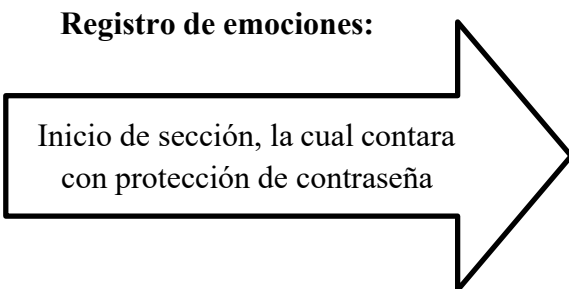 Registro de emociones:
Inicio de sección, la cual contara
con protección de contraseña